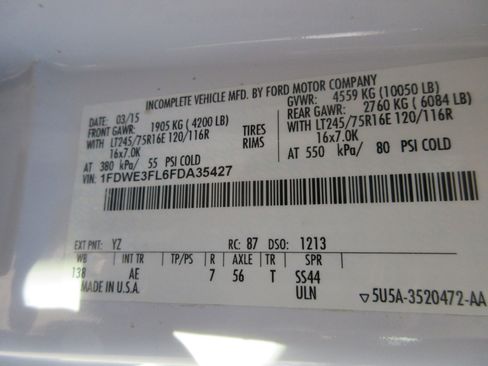 INCOMPLETE VEHICLE MFD. BY FORD MOTOR COMPANY
DATE: 03/15 GVWR: 4559 KG (10050 LB)
FRONT GAWR: 1905 KG (4200 LB) REAR GAWR: 2760 KG (6084 LB)
WITH LT245/75R16E 120/116R TIRES WITH LT245/75R16E 120/116R
16x7.0K RIMS 16x7.0K
AT 380 kPa/ 55 PSI COLD AT 550 kPa/ 80 PSI COLD
VIN: 1FDWE3FL6FDA35427
EXT PNT: YZ RC: 87 DSO: 1213
WB INT TR TP/PS R AXLE TR SPR
138 AE 7 56 T SS44
MADE IN U.S.A. ULN
▽5U5A-3520472-AA